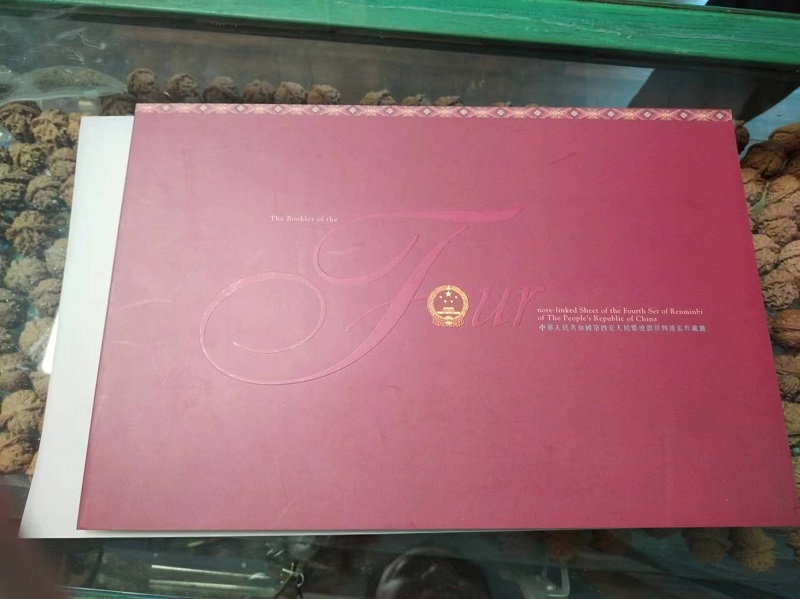 The Booklet of the
Four
note-linked Sheet of the Fourth Set of Renminbi
of The People's Republic of China
中華人民共和國第四套人民幣連體鈔四連張珍藏冊